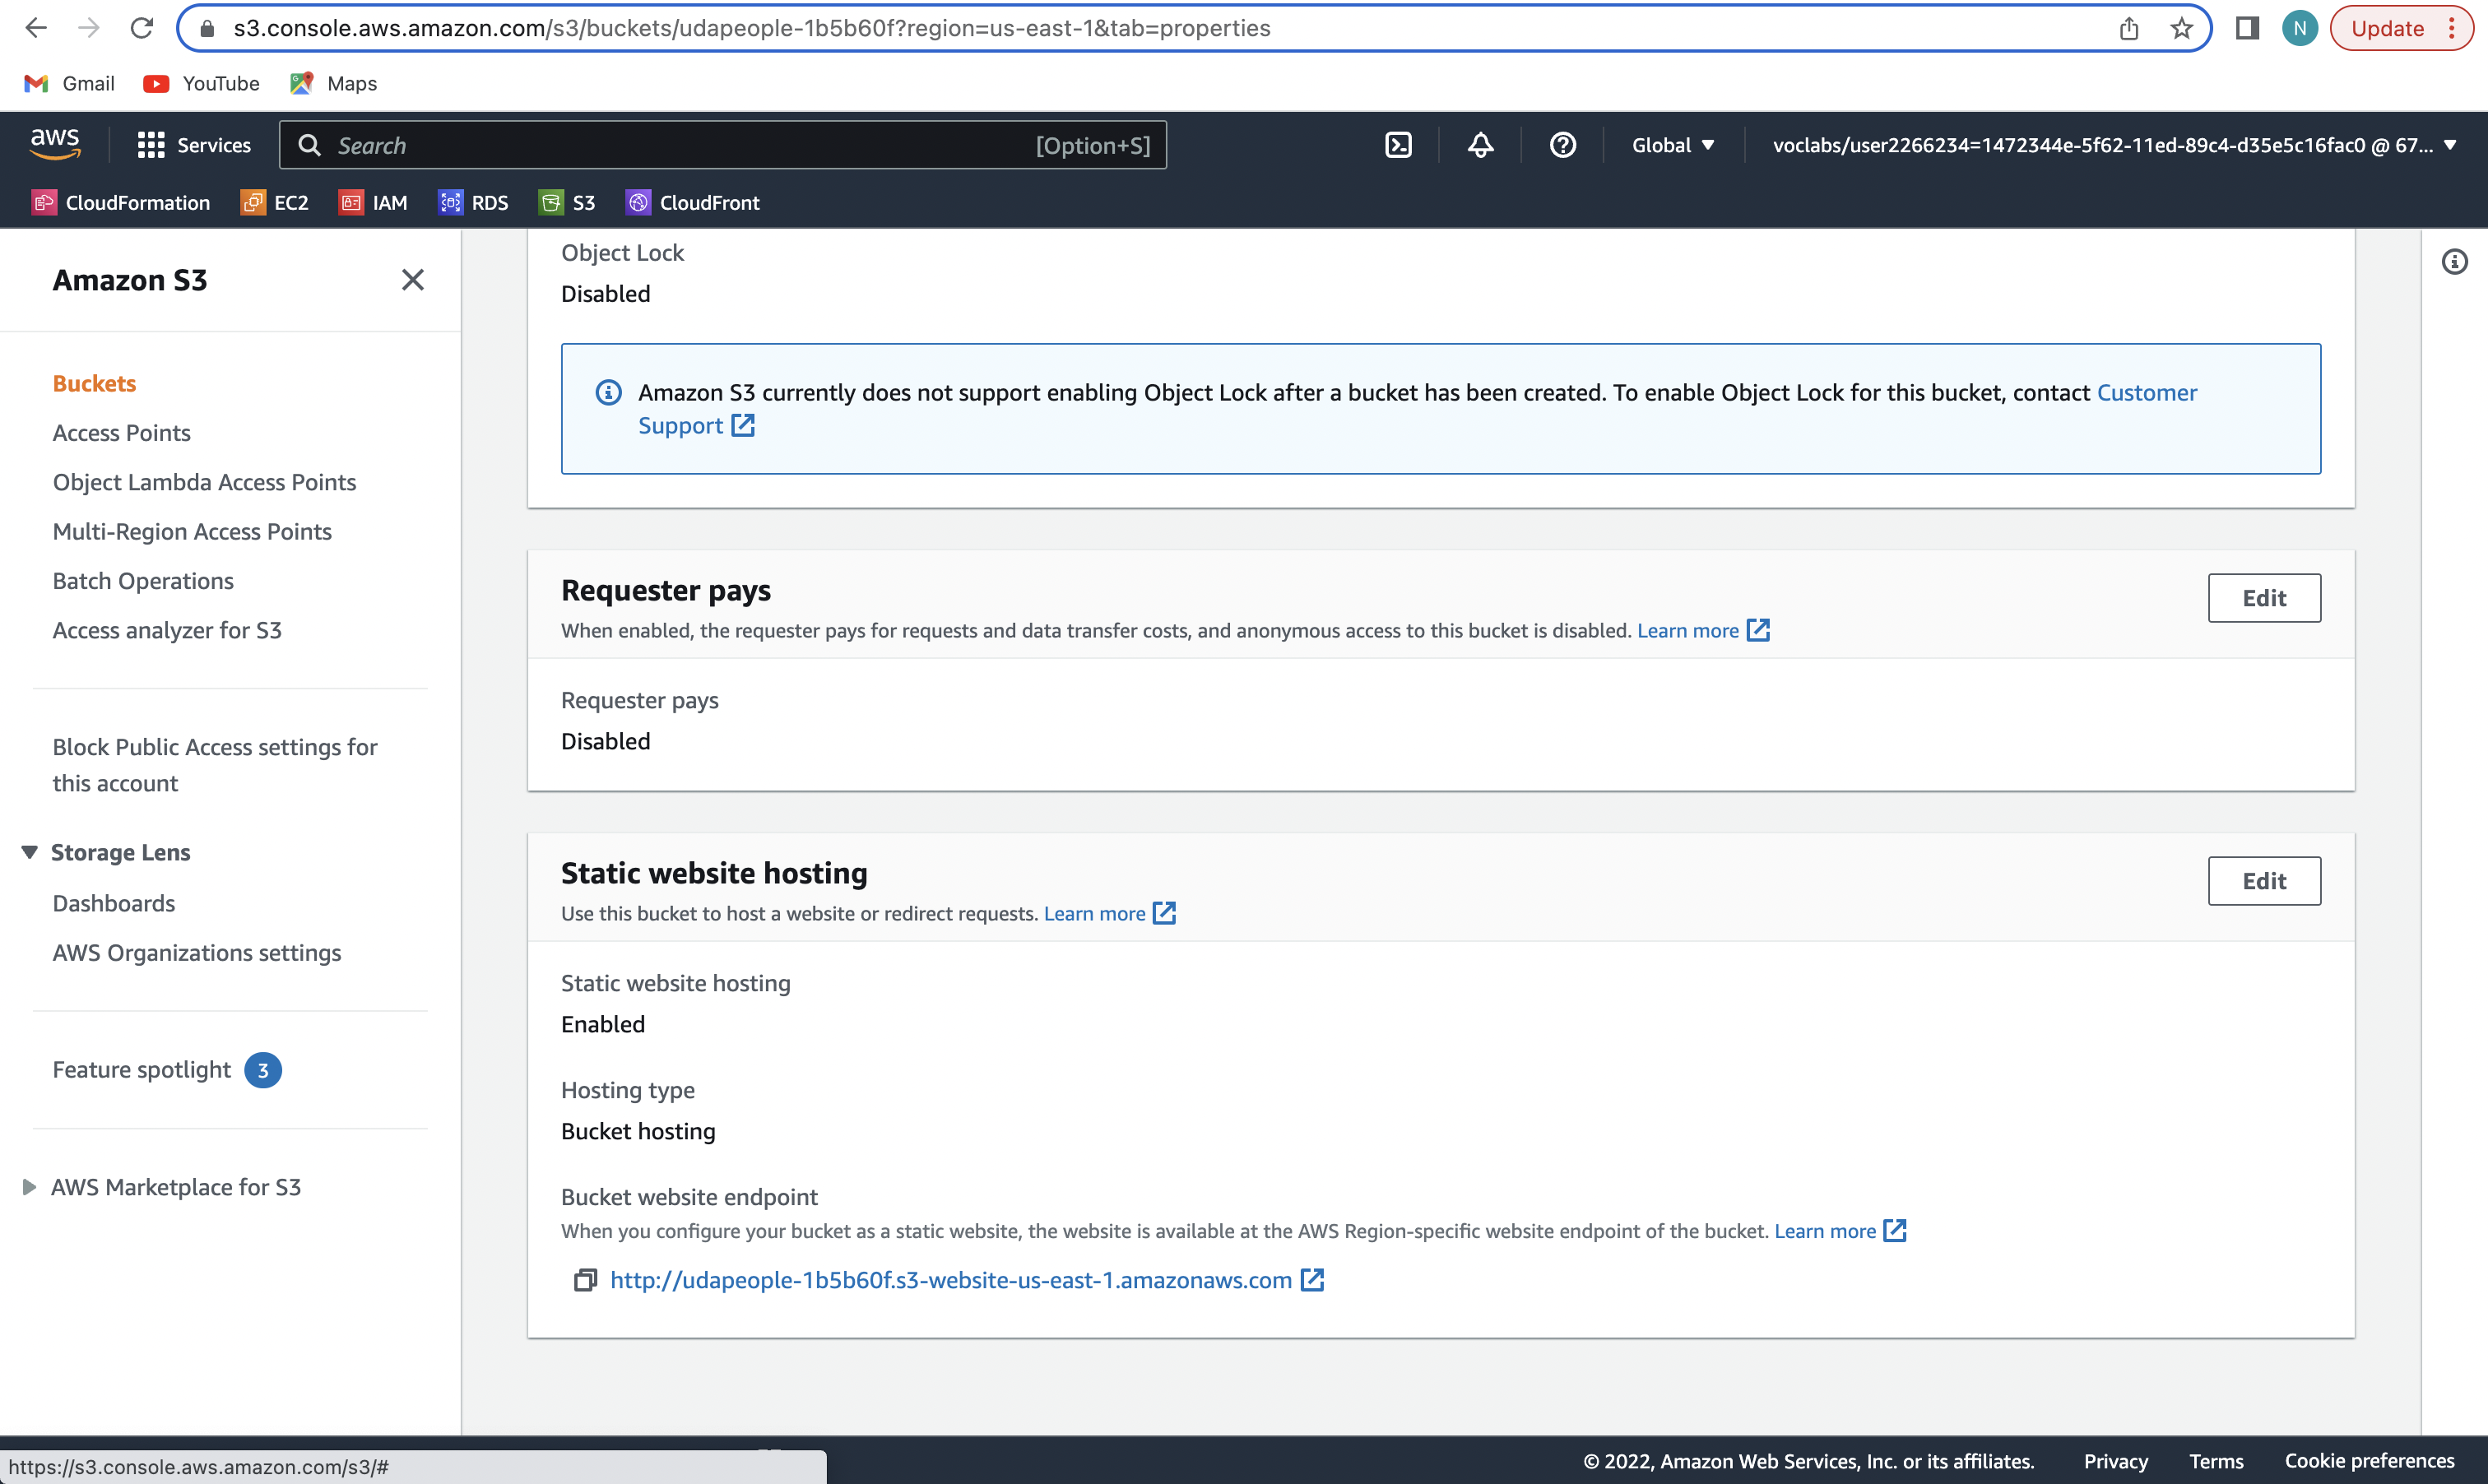 s3.console.aws.amazon.com/s3/buckets/udapeople-1b5b60f?region=us-east-1&tab=properties
N
Update
Gmail
YouTube
Maps
aws
Services
Search
[Option+S]
Global
voclabs/user2266234=1472344e-5f62-11ed-89c4-d35e5c16fac0 @ 67...
CloudFormation
EC2
IAM
RDS
S3
CloudFront
Amazon S3
Buckets
Access Points
Object Lambda Access Points
Multi-Region Access Points
Batch Operations
Access analyzer for S3
Block Public Access settings for
this account
Storage Lens
Dashboards
AWS Organizations settings
Feature spotlight 3
AWS Marketplace for S3
Object Lock
Disabled
Amazon S3 currently does not support enabling Object Lock after a bucket has been created. To enable Object Lock for this bucket, contact Customer
Support
Requester pays
Edit
When enabled, the requester pays for requests and data transfer costs, and anonymous access to this bucket is disabled. Learn more
Requester pays
Disabled
Static website hosting
Edit
Use this bucket to host a website or redirect requests. Learn more
Static website hosting
Enabled
Hosting type
Bucket hosting
Bucket website endpoint
When you configure your bucket as a static website, the website is available at the AWS Region-specific website endpoint of the bucket. Learn more
http://udapeople-1b5b60f.s3-website-us-east-1.amazonaws.com
https://s3.console.aws.amazon.com/s3/#
© 2022, Amazon Web Services, Inc. or its affiliates.
Privacy
Terms
Cookie preferences